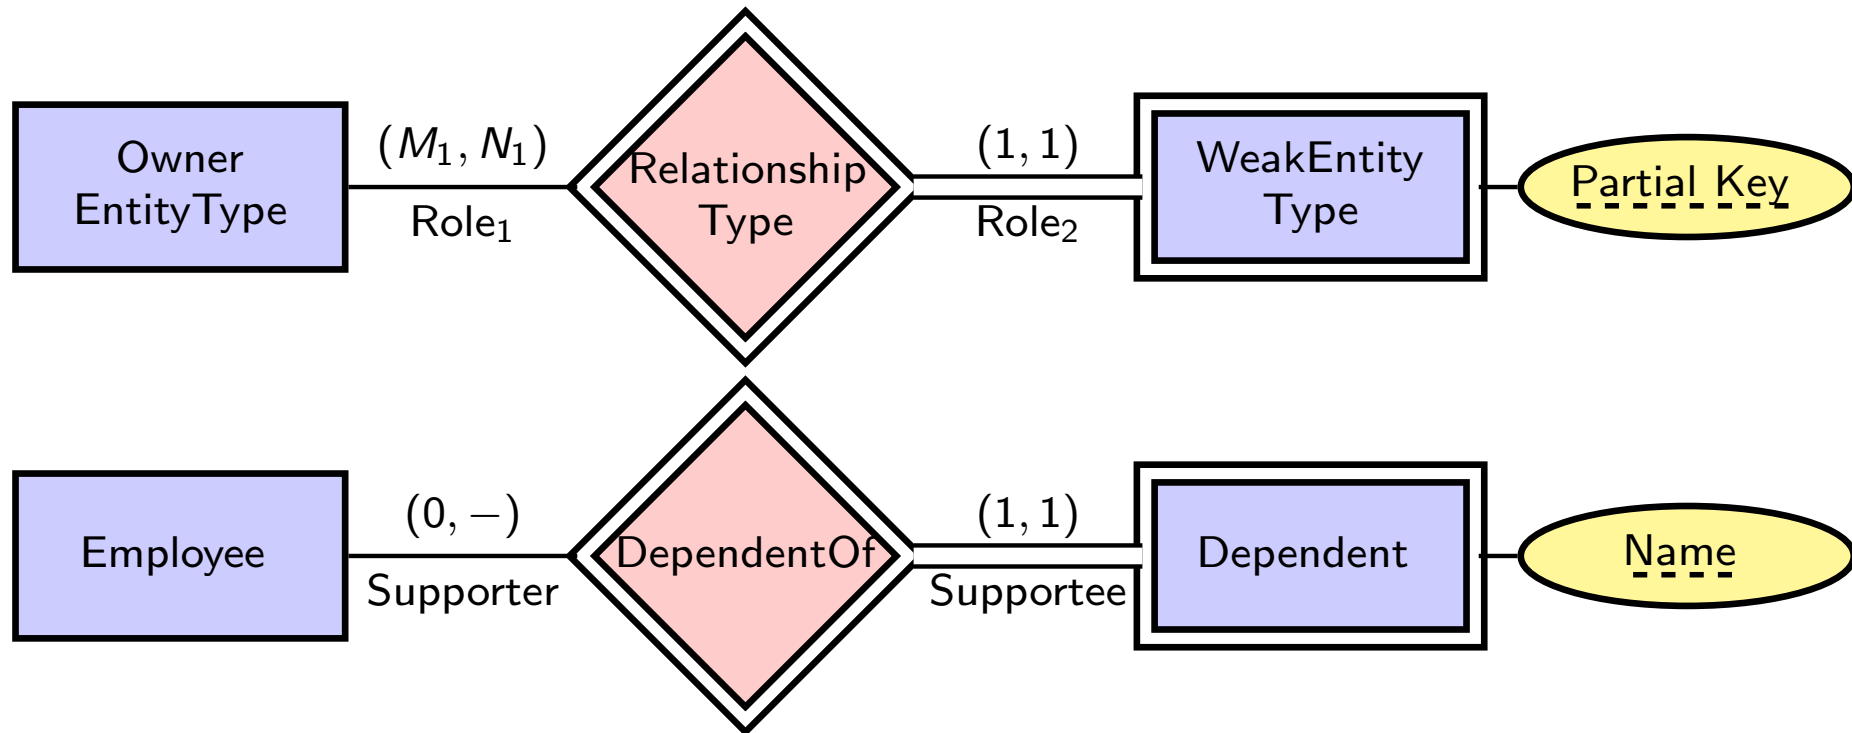 Owner
EntityType
(M₁, N₁)
Role₁
Relationship
Type
(1, 1)
Role₂
WeakEntity
Type
Partial Key
Employee
(0, −)
Supporter
DependentOf
(1, 1)
Supportee
Dependent
Name